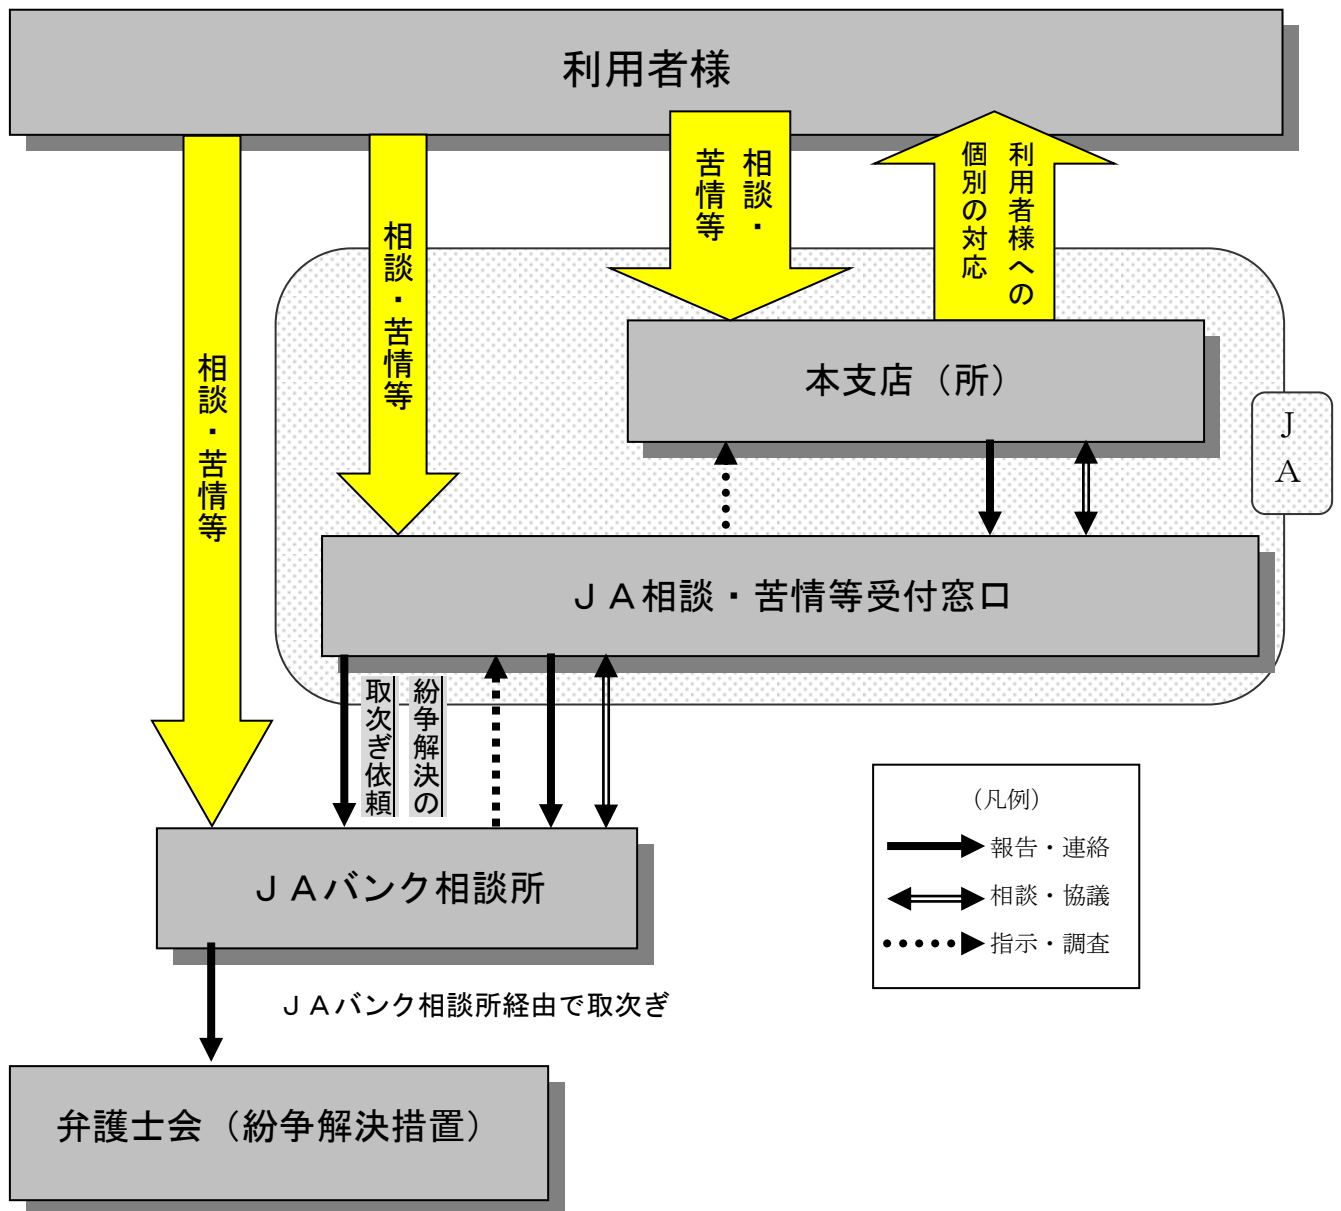 利用者様
相談・
苦情等
利用者様への
個別の対応
相談・苦情等
相談・苦情等
本支店（所）
Ｊ
Ａ
ＪＡ相談・苦情等受付窓口
紛争解決の
取次ぎ依頼
（凡例）
報告・連絡
相談・協議
指示・調査
ＪＡバンク相談所
ＪＡバンク相談所経由で取次ぎ
弁護士会（紛争解決措置）